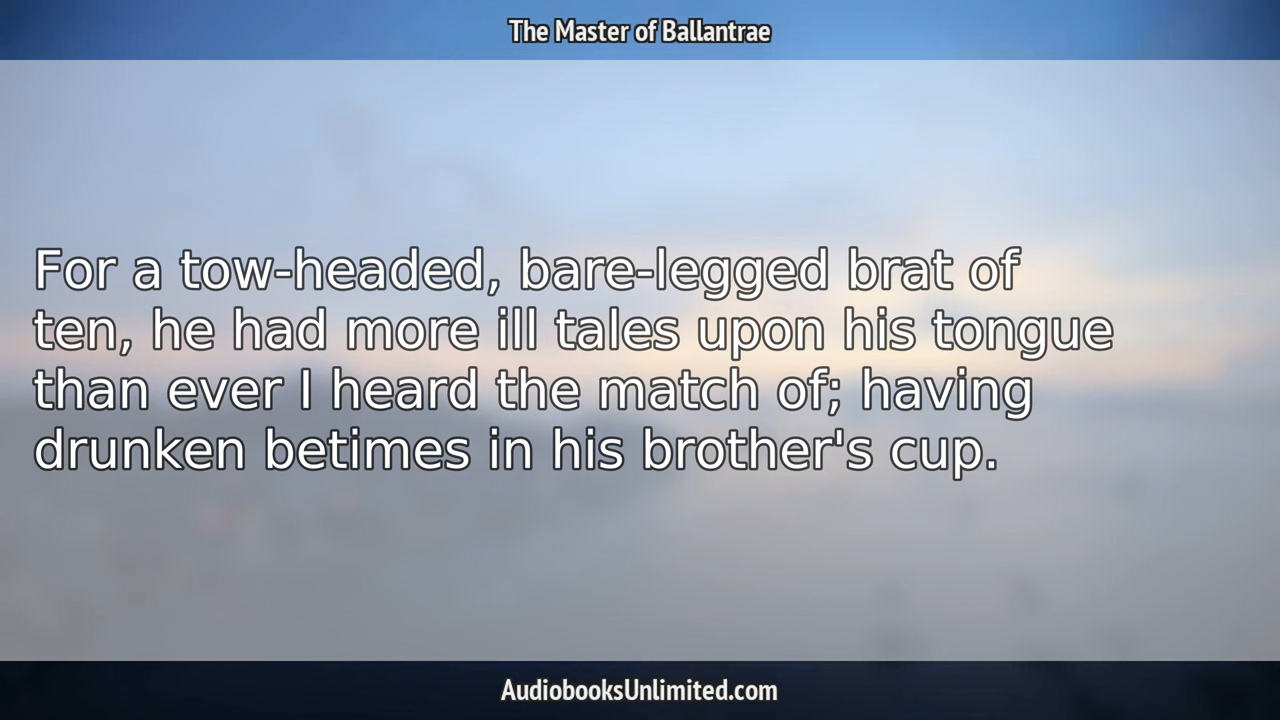 The Master of Ballantrae
For a tow-headed, bare-legged brat of
ten, he had more ill tales upon his tongue
than ever I heard the match of; having
drunken betimes in his brother's cup.
AudiobooksUnlimited.com